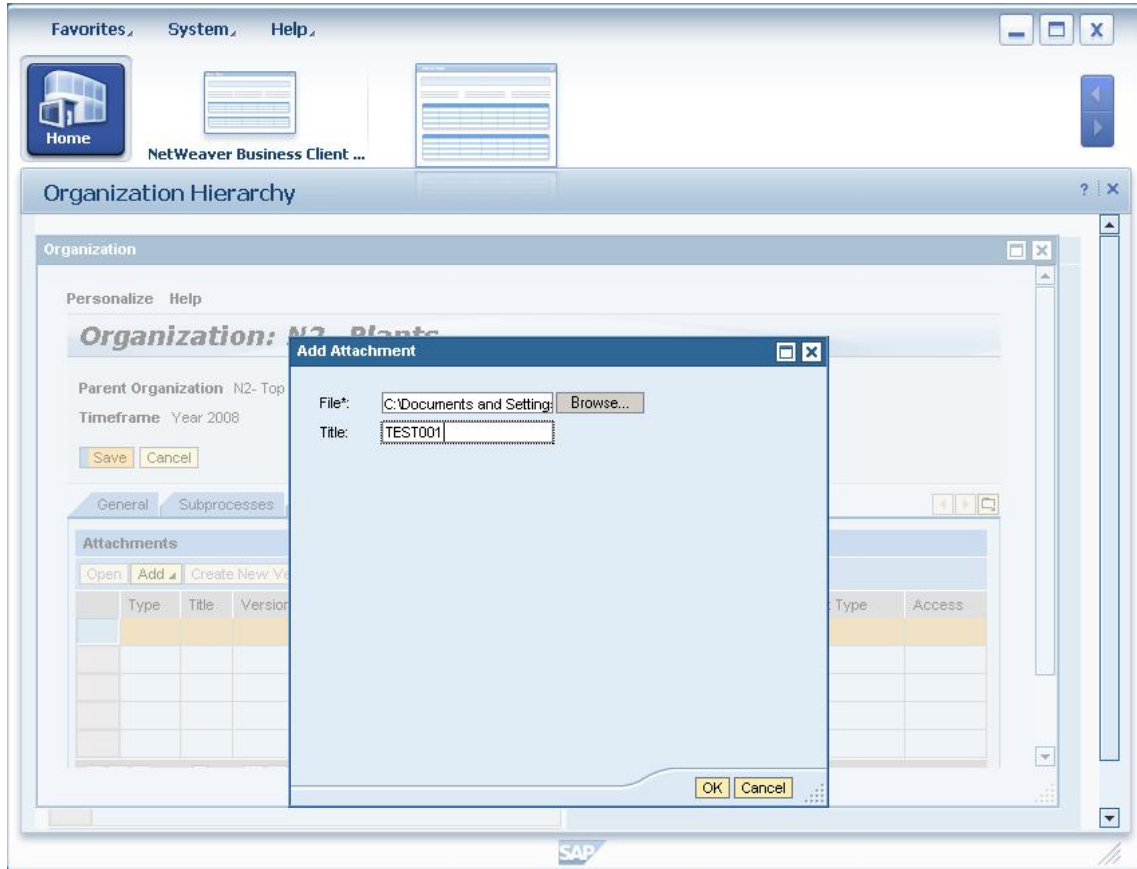 Favorites System Help
Home
NetWeaver Business Client ...
Organization Hierarchy ?
Organization
Personalize Help
Organization: N2- Plants
Add Attachment
Parent Organization N2- Top
File*: C:\Documents and Setting Browse...
Timeframe Year 2008
Title: TEST001
Save Cancel
General Subprocesses
Attachments
Open Add Create New Ve
Type Title Version Type Access
OK Cancel
SAP